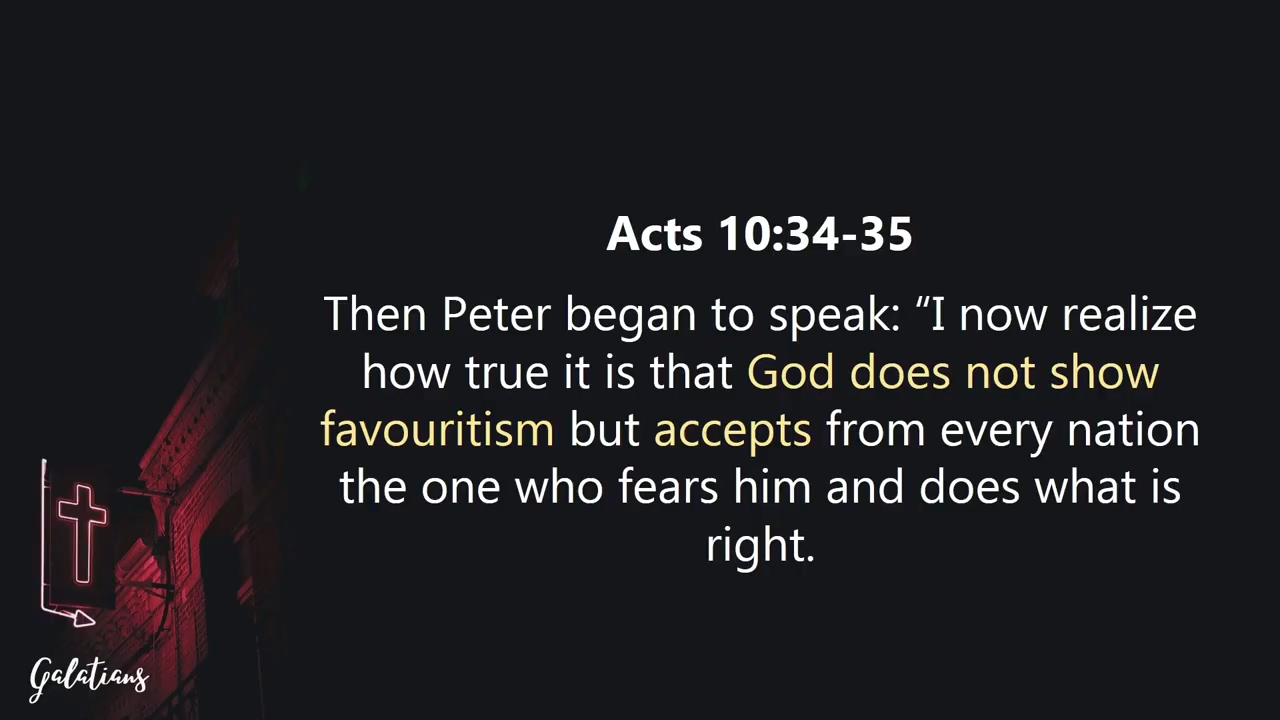 Acts 10:34-35
Then Peter began to speak: “I now realize
how true it is that God does not show
favouritism but accepts from every nation
the one who fears him and does what is
right.
Galatians